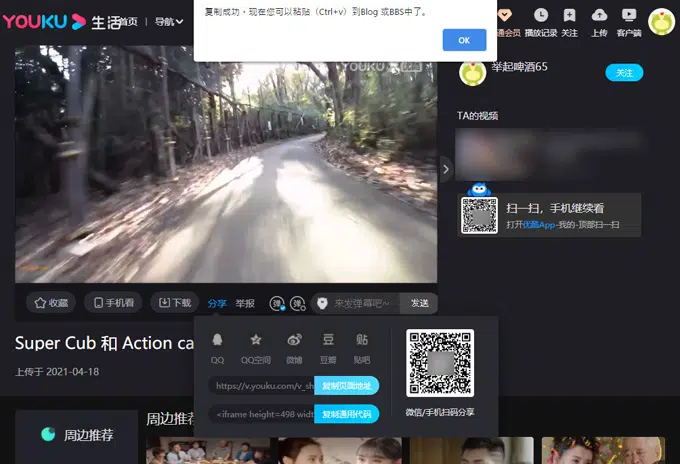 YOUKU 生活
首页
导航
复制成功，现在您可以粘贴（Ctrl+v）到Blog 或BBS中了。
OK
通会员
播放记录
关注
上传
客户端
举起啤酒65
关注
TA的视频
扫一扫，手机继续看
打开优酷App-我的-顶部扫一扫
收藏
手机看
下载
分享
举报
弹
弹
来发弹幕吧~
发送
Super Cub 和 Action ca
上传于 2021-04-18
QQ
QQ空间
微博
豆瓣
贴吧
https://v.youku.com/v_sh
复制页面地址
<iframe height=498 widt
复制通用代码
微信/手机扫码分享
周边推荐
周边推荐